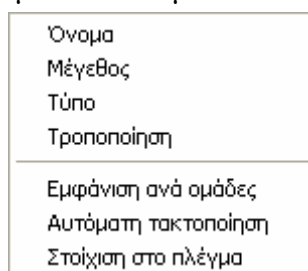 Όνομα
Μέγεθος
Τύπο
Τροποποίηση
Εμφάνιση ανά ομάδες
Αυτόματη τακτοποίηση
Στοίχιση στο πλέγμα